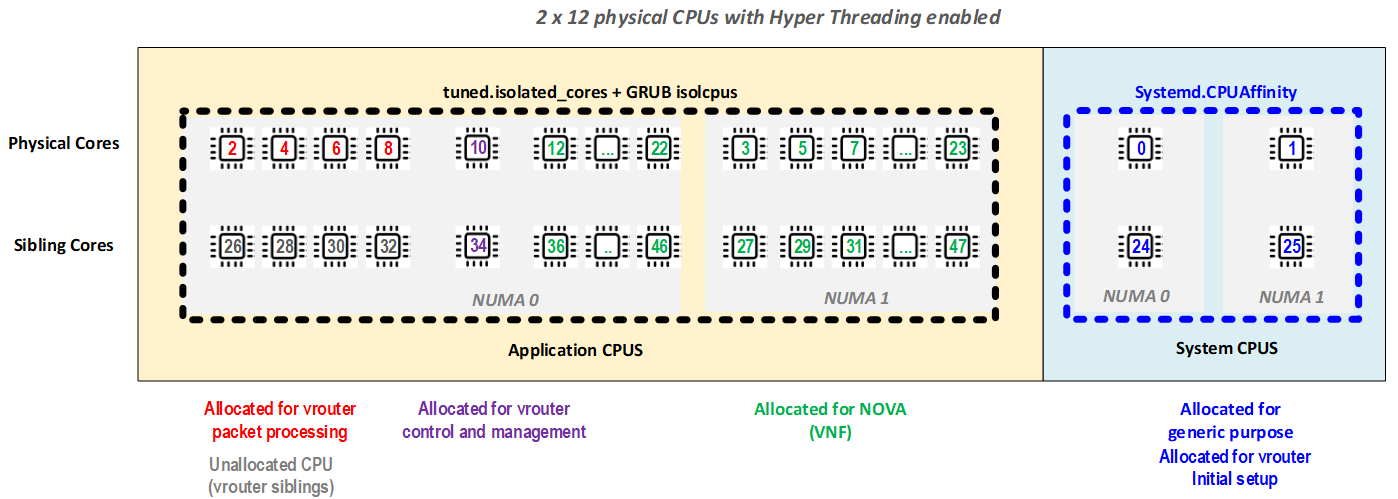 2 x 12 physical CPUs with Hyper Threading enabled
tuned.isolated_cores + GRUB isolcpus
Systemd.CPUAffinity
Physical Cores
2 4 6 8 10 12 ... 22 3 5 7 ... 23 0 1
Sibling Cores
26 28 30 32 34 36 .. 46 27 29 31 ... 47 24 25
NUMA 0
NUMA 1
NUMA 0
NUMA 1
Application CPUS
System CPUS
Allocated for vrouter
packet processing
Unallocated CPU
(vrouter siblings)
Allocated for vrouter
control and management
Allocated for NOVA
(VNF)
Allocated for
generic purpose
Allocated for vrouter
Initial setup